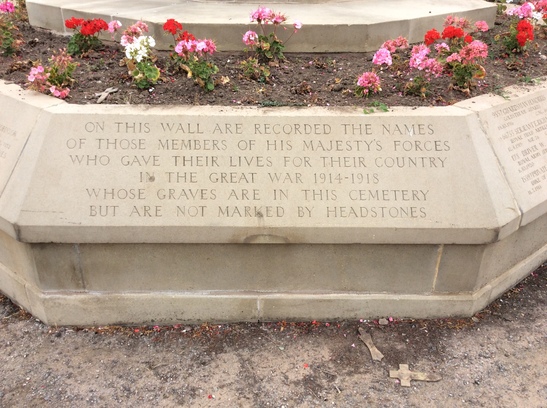 ON THIS WALL ARE RECORDED THE NAMES
OF THOSE MEMBERS OF HIS MAJESTY'S FORCES
WHO GAVE THEIR LIVES FOR THEIR COUNTRY
IN THE GREAT WAR 1914-1918
WHOSE GRAVES ARE IN THIS CEMETERY
BUT ARE NOT MARKED BY HEADSTONES